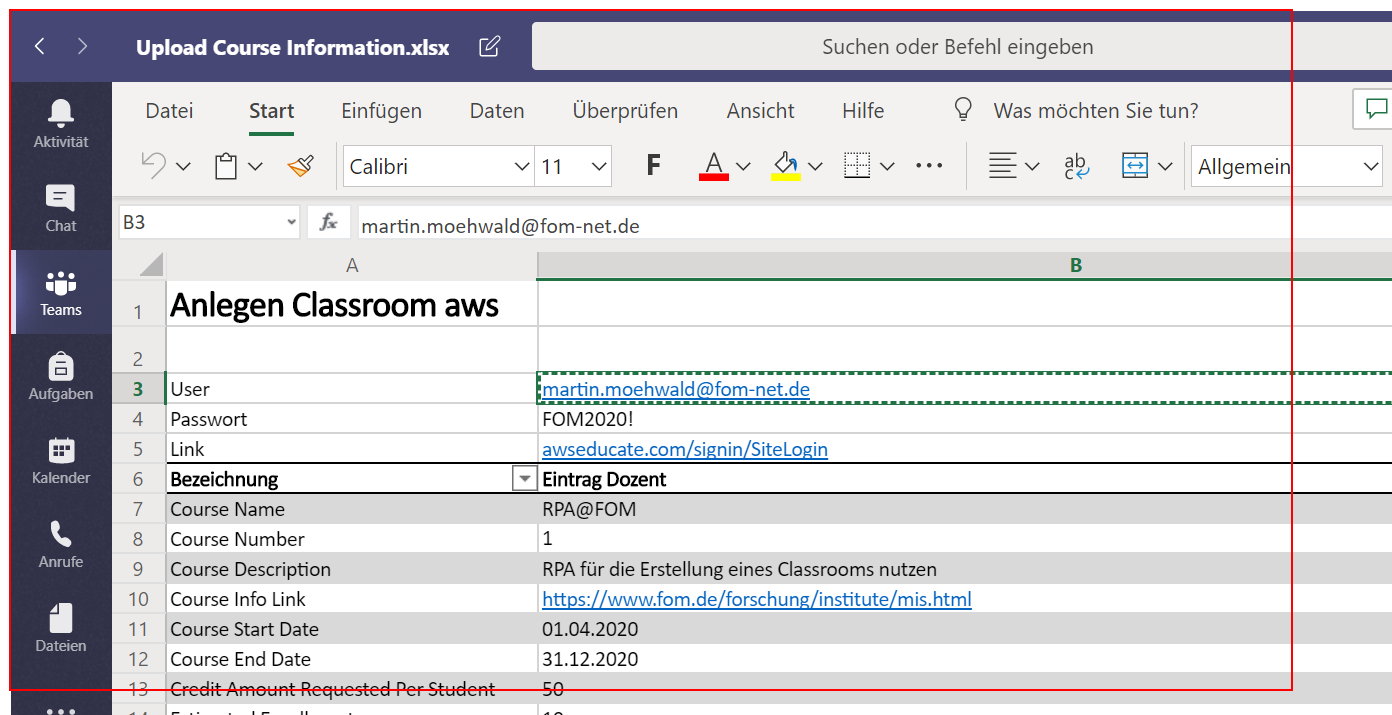 Upload Course Information.xlsx
Suchen oder Befehl eingeben
Datei Start Einfügen Daten Überprüfen Ansicht Hilfe Was möchten Sie tun?
Calibri 11 F A ab c Allgemein
B3 fx martin.moehwald@fom-net.de
Aktivität
Chat
Teams
Aufgaben
Kalender
Anrufe
Dateien
A B
1 Anlegen Classroom aws
2
3 User martin.moehwald@fom-net.de
4 Passwort FOM2020!
5 Link awseducate.com/signin/SiteLogin
6 Bezeichnung Eintrag Dozent
7 Course Name RPA@FOM
8 Course Number 1
9 Course Description RPA für die Erstellung eines Classrooms nutzen
10 Course Info Link https://www.fom.de/forschung/institute/mis.html
11 Course Start Date 01.04.2020
12 Course End Date 31.12.2020
13 Credit Amount Requested Per Student 50